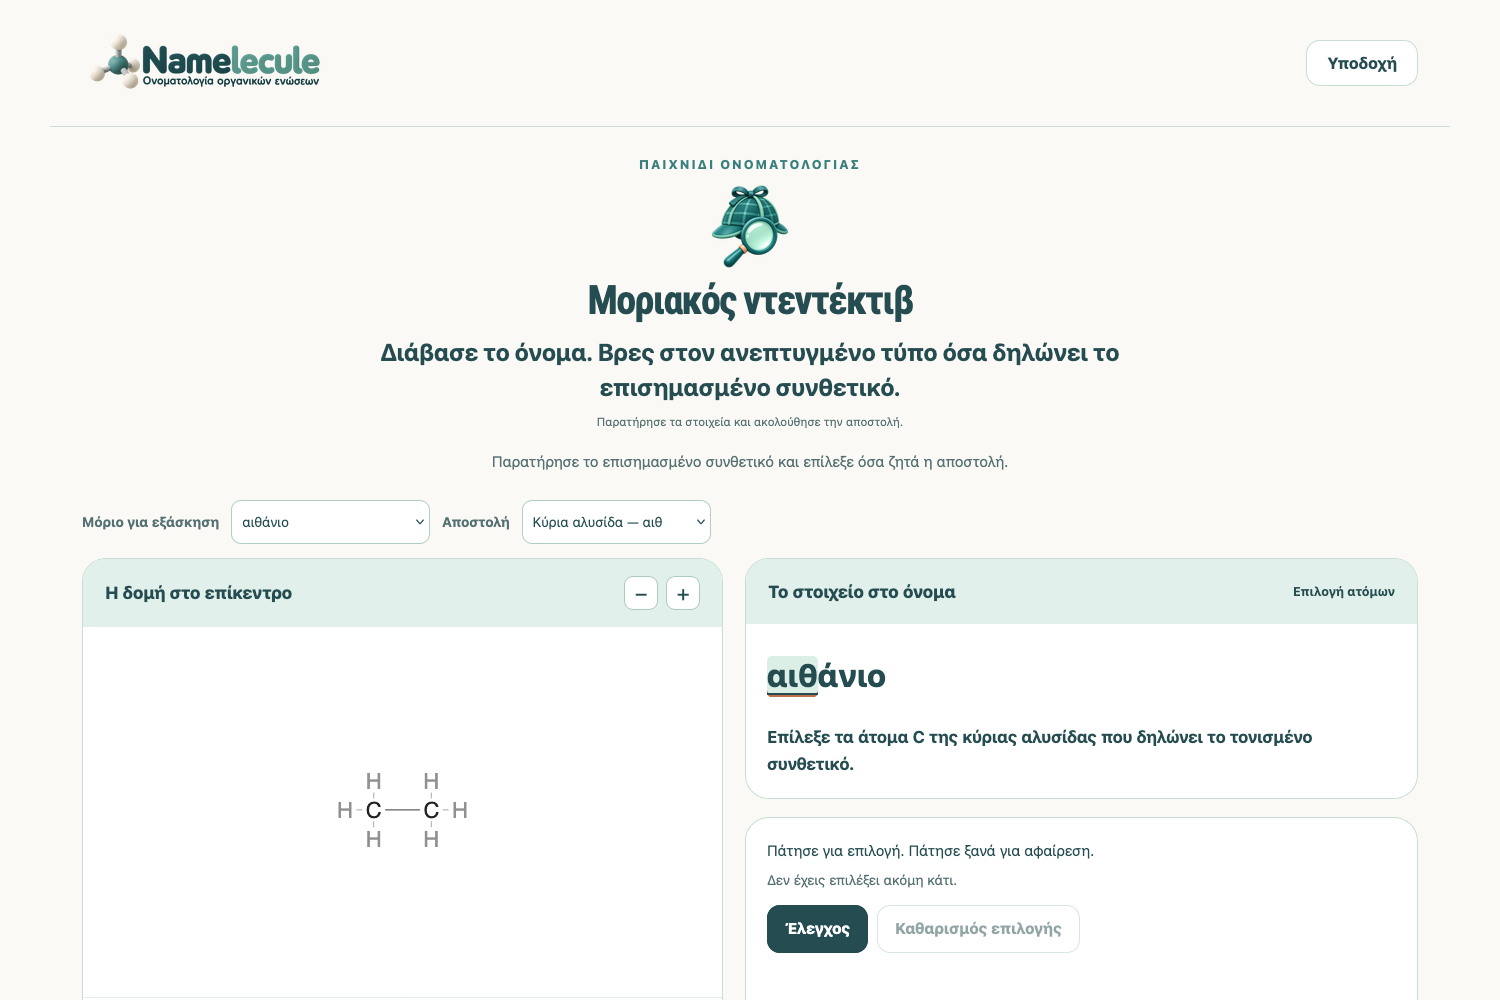 Namelecule
Ονοματολογία οργανικών ενώσεων
Υποδοχή
ΠΑΙΧΝΙΔΙ ΟΝΟΜΑΤΟΛΟΓΙΑΣ
Μοριακός ντεντέκτιβ
Διάβασε το όνομα. Βρες στον ανεπτυγμένο τύπο όσα δηλώνει το
επισημασμένο συνθετικό.
Παρατήρησε τα στοιχεία και ακολούθησε την αποστολή.
Παρατήρησε το επισημασμένο συνθετικό και επίλεξε όσα ζητά η αποστολή.
Μόριο για εξάσκηση αιθάνιο Αποστολή Κύρια αλυσίδα — αιθ
Η δομή στο επίκεντρο − +
H H
H C C H
H H
Το στοιχείο στο όνομα Επιλογή ατόμων
αιθάνιο
Επίλεξε τα άτομα C της κύριας αλυσίδας που δηλώνει το τονισμένο
συνθετικό.
Πάτησε για επιλογή. Πάτησε ξανά για αφαίρεση.
Δεν έχεις επιλέξει ακόμη κάτι.
Έλεγχος Καθαρισμός επιλογής